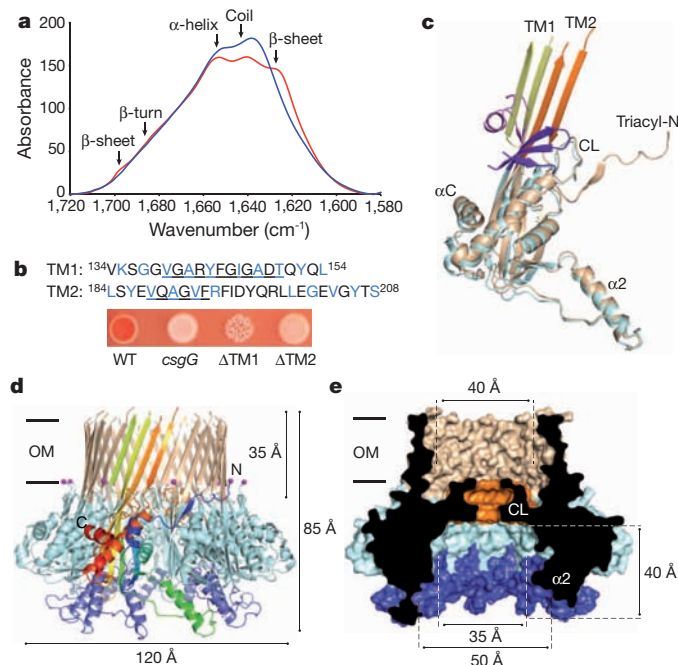 a
200
150
100
50
0
Absorbance
α-helix
Coil
β-sheet
β-turn
β-sheet
1,720 1,700 1,680 1,660 1,640 1,620 1,600 1,580
Wavenumber (cm⁻¹)
b
TM1: ¹³⁴VKSGGVGARYFGIGADTQYQL¹⁵⁴
TM2: ¹⁸⁴LSYEVQAGVFRFIDYQRLLEGEVGYTS²⁰⁸
WT csgG ΔTM1 ΔTM2
c
TM1 TM2
Triacyl-N
CL
αC
α2
d
OM
35 Å
N
C
85 Å
120 Å
e
40 Å
OM
CL
α2
40 Å
35 Å
50 Å